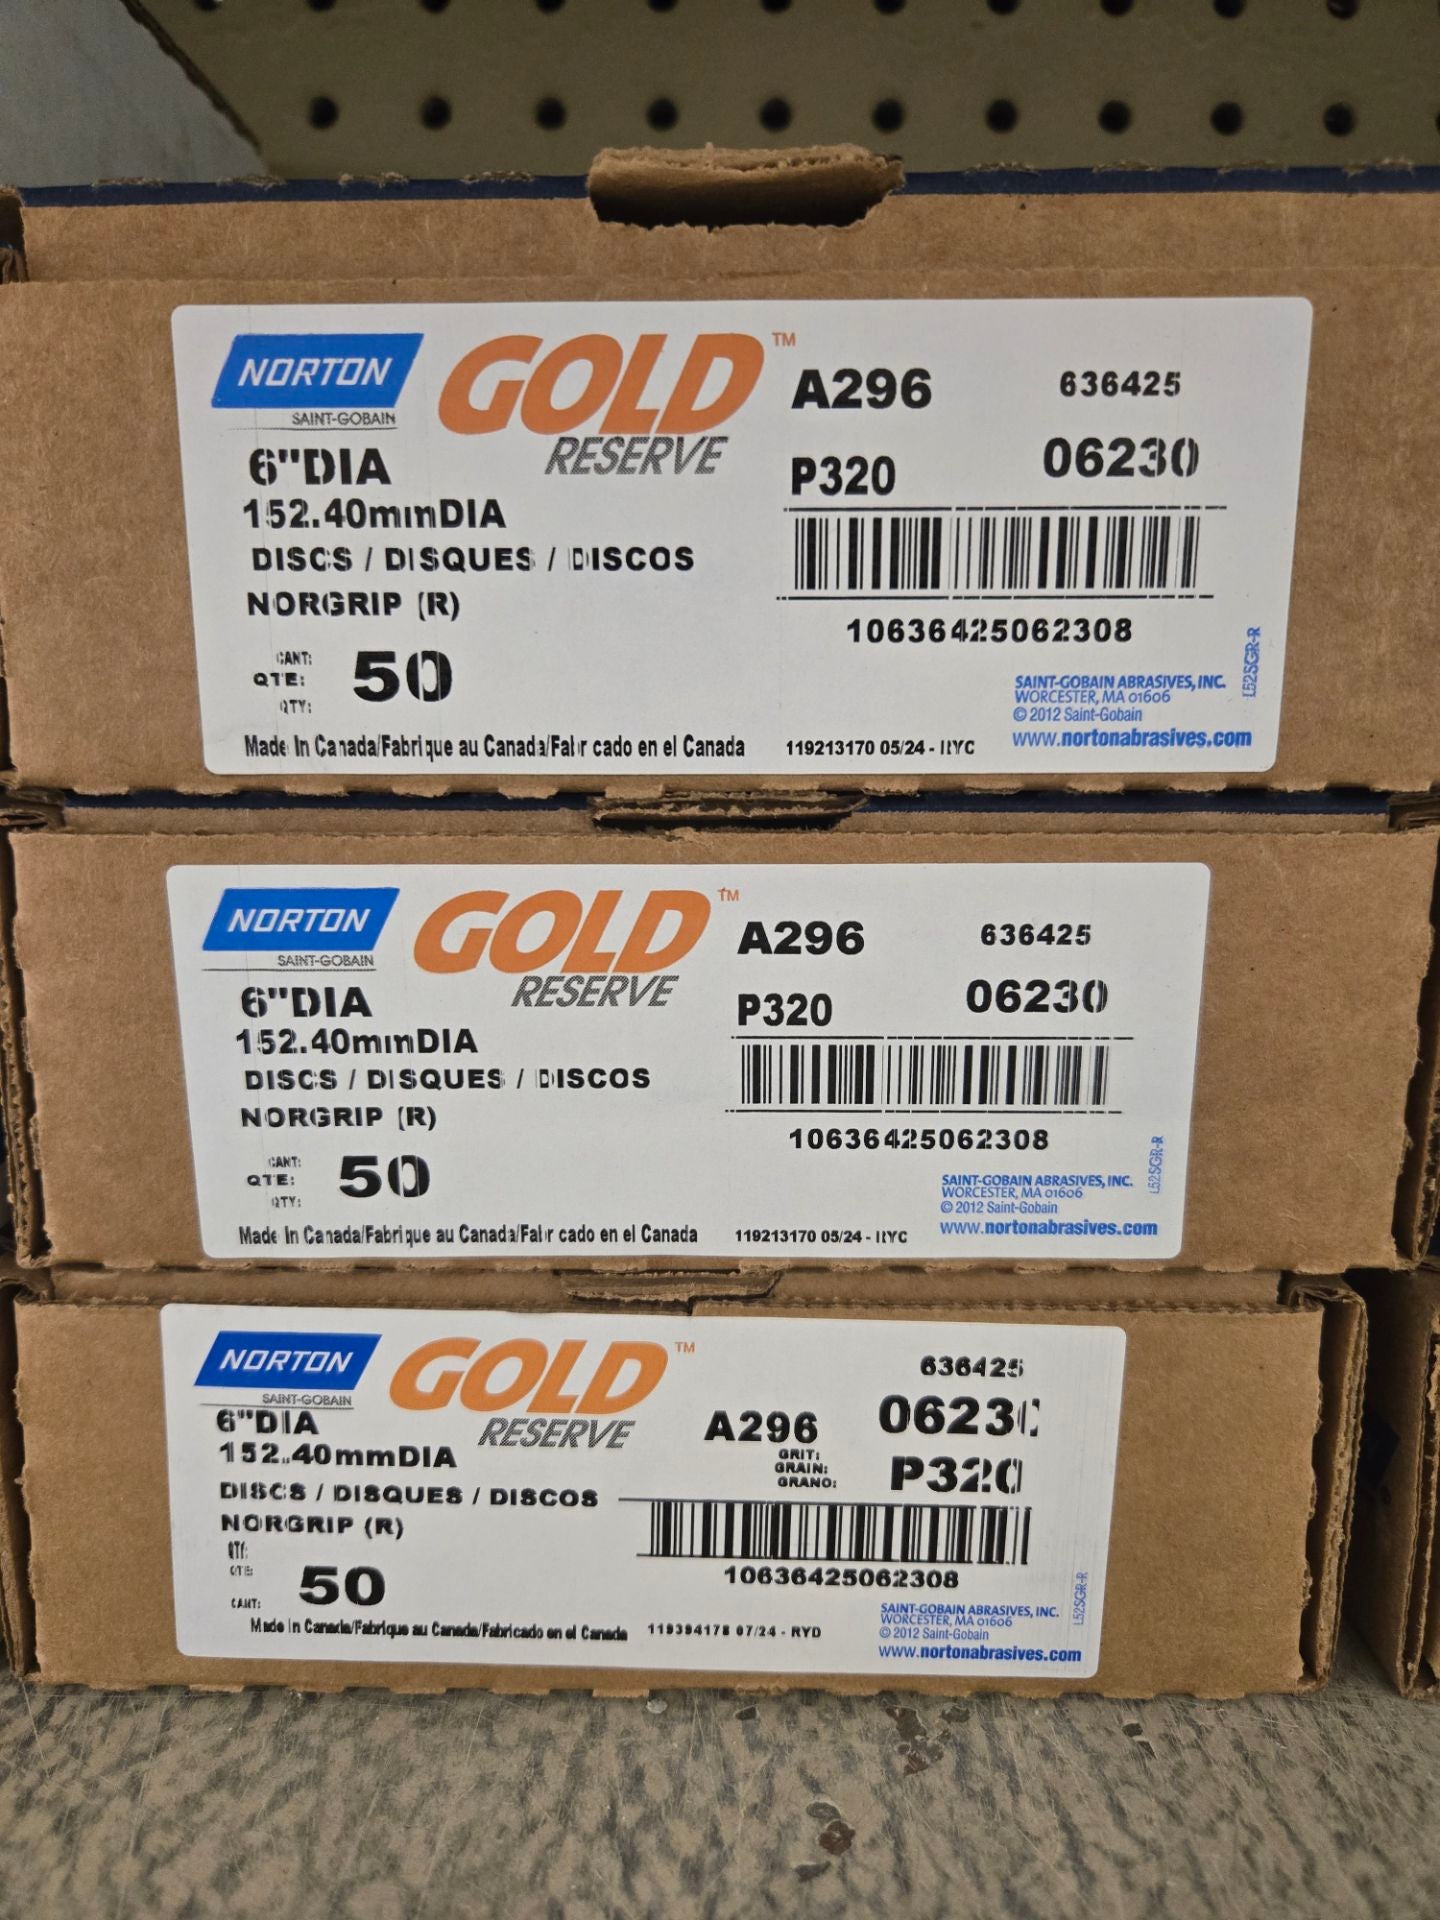 NORTON
SAINT-GOBAIN
GOLD™
RESERVE
A296 636425
P320 06230
6"DIA
152.40mmDIA
DISCS / DISQUES / DISCOS
NORGRIP (R)
10636425062308
CANT:
QTE: 50
QTY:
SAINT-GOBAIN ABRASIVES, INC.
WORCESTER, MA 01606
© 2012 Saint-Gobain
www.nortonabrasives.com
L52SGR-R
Made In Canada/Fabrique au Canada/Fabricado en el Canada 119213170 05/24 - RYC
NORTON
SAINT-GOBAIN
GOLD™
RESERVE
A296 636425
P320 06230
6"DIA
152.40mmDIA
DISCS / DISQUES / DISCOS
NORGRIP (R)
10636425062308
CANT:
QTE: 50
QTY:
SAINT-GOBAIN ABRASIVES, INC.
WORCESTER, MA 01606
© 2012 Saint-Gobain
www.nortonabrasives.com
L52SGR-R
Made In Canada/Fabrique au Canada/Fabricado en el Canada 119213170 05/24 - RYC
NORTON
SAINT-GOBAIN
GOLD™
RESERVE
636425
A296 06230
GRIT:
GRAIN:
GRANO:
P320
6"DIA
152.40mmDIA
DISCS / DISQUES / DISCOS
NORGRIP (R)
10636425062308
QTY:
QTE: 50
CANT:
SAINT-GOBAIN ABRASIVES, INC.
WORCESTER, MA 01606
© 2012 Saint-Gobain
www.nortonabrasives.com
L52SGR-R
Made In Canada/Fabrique au Canada/Fabricado en el Canada 119394178 07/24 - RYD